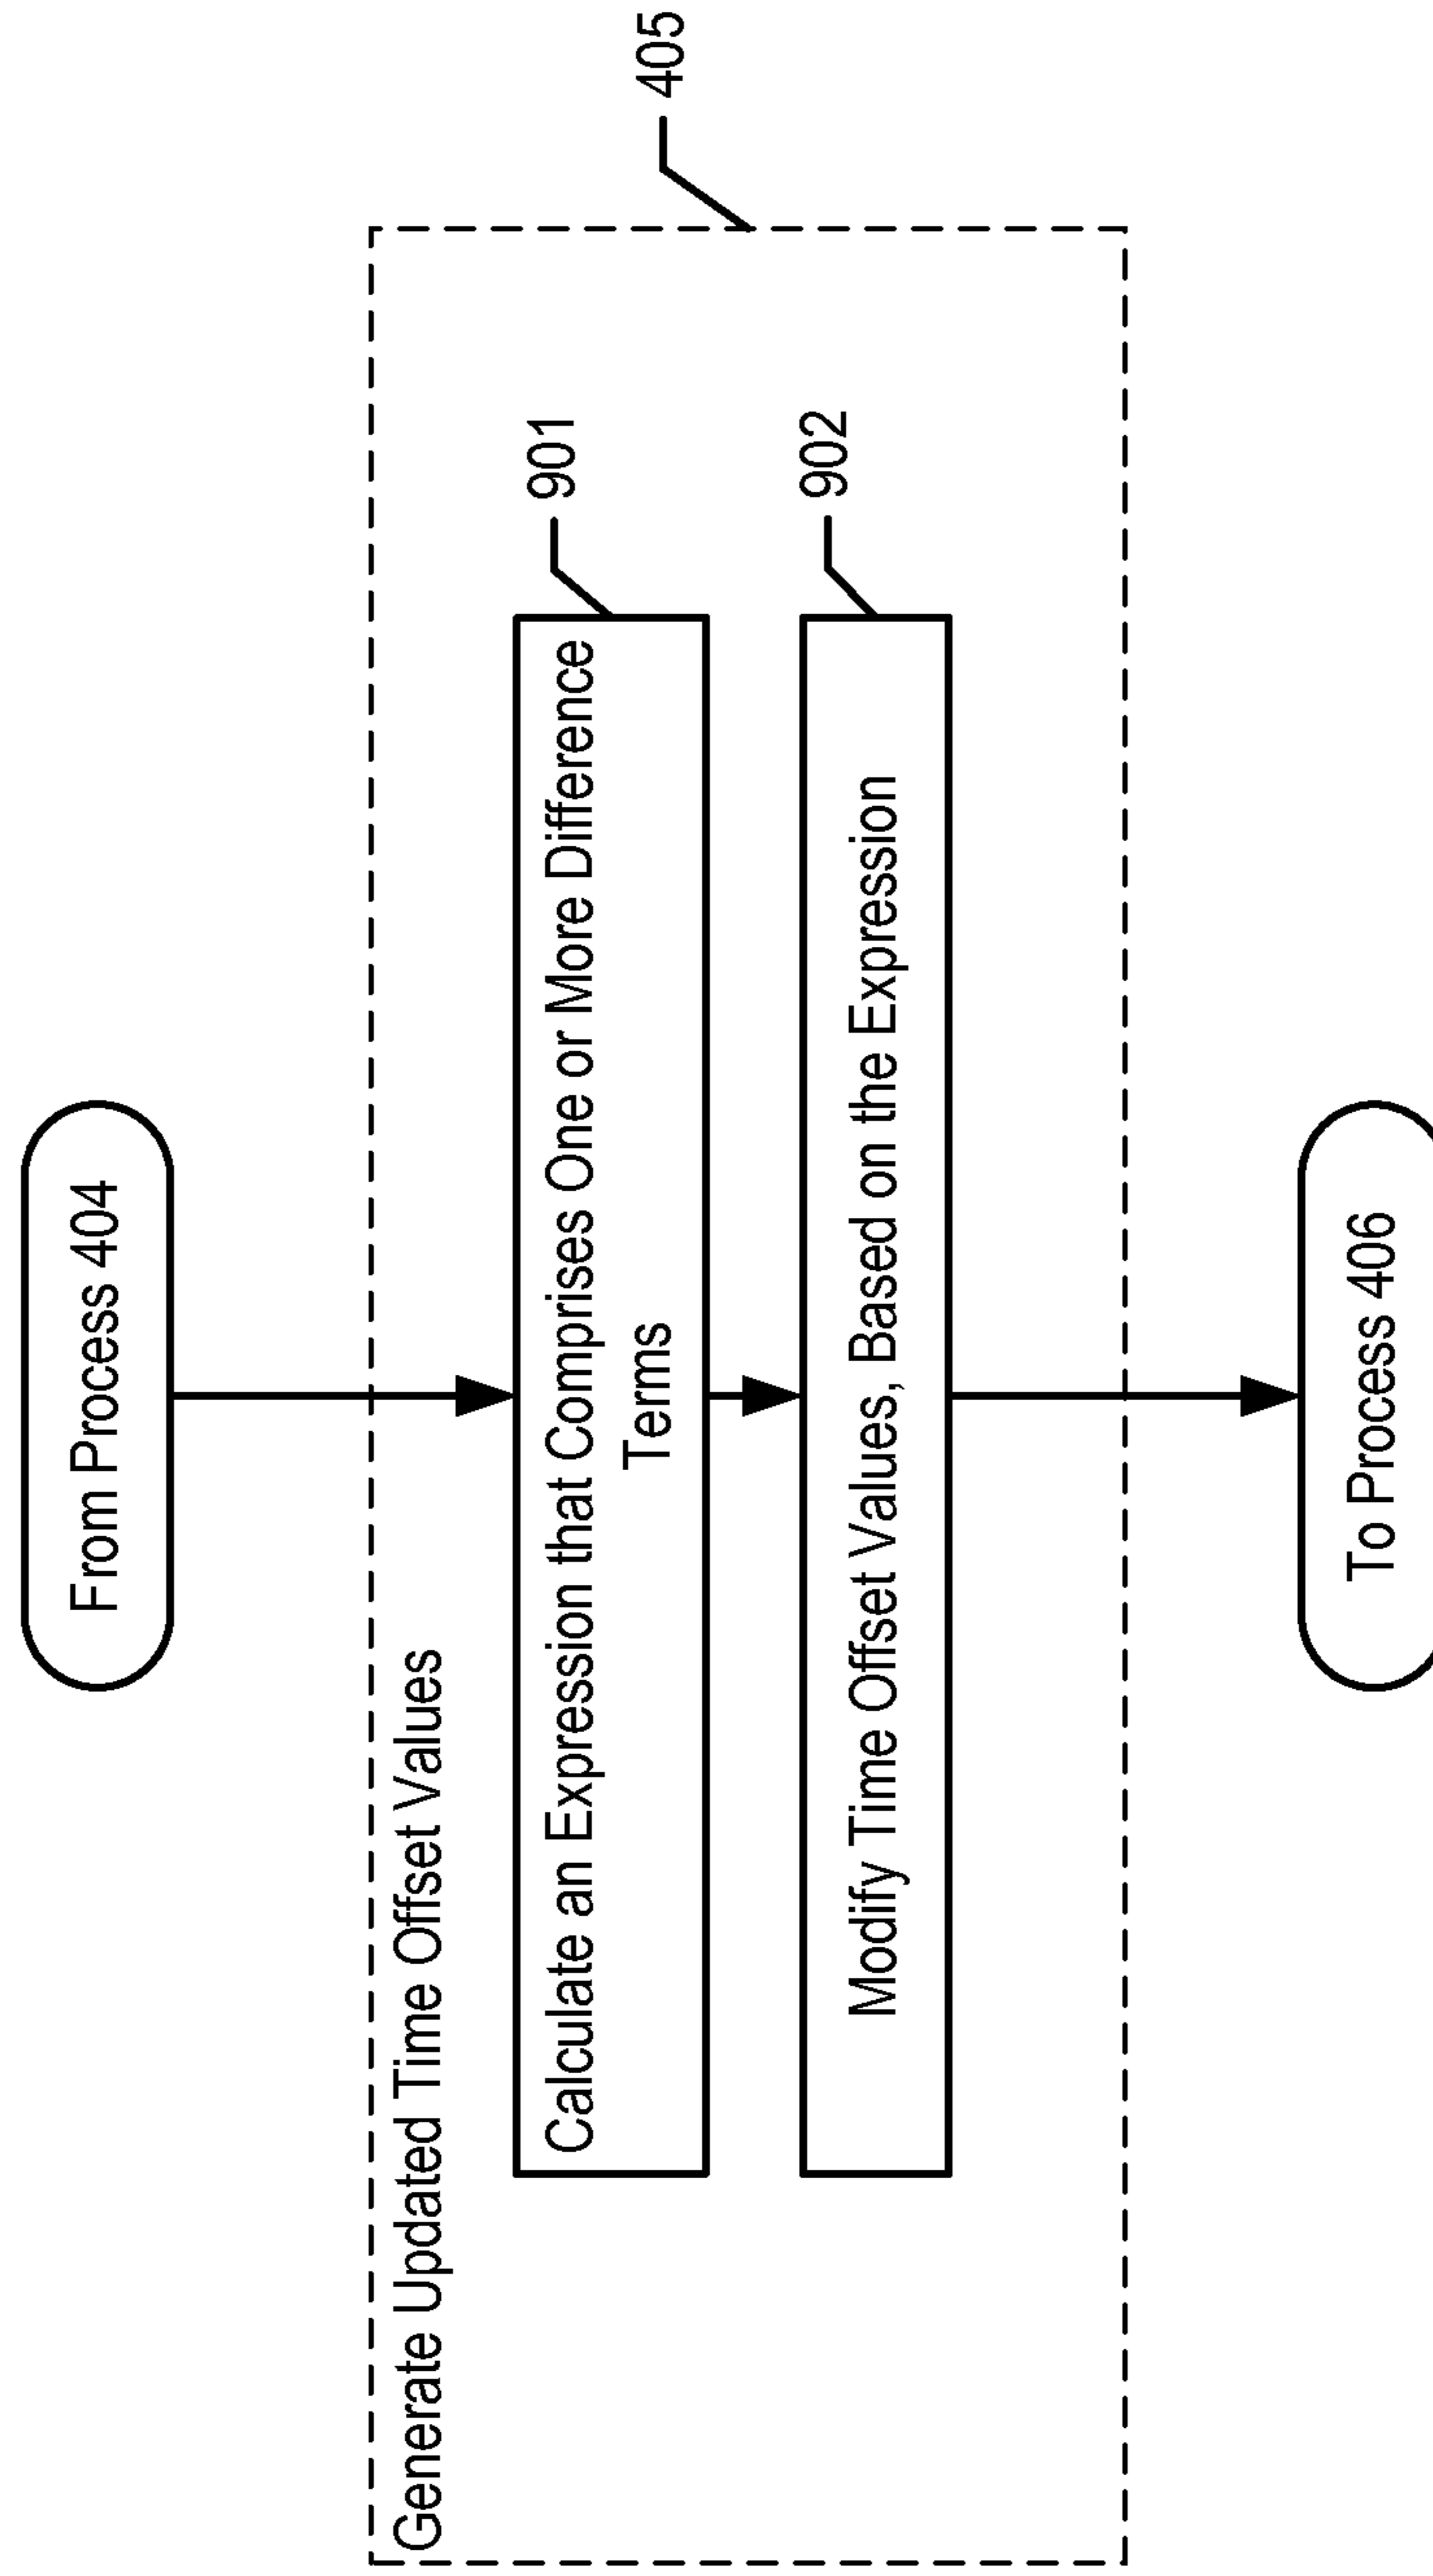 From Process 404
405
Generate Updated Time Offset Values
901
Calculate an Expression that Comprises One or More Difference
Terms
902
Modify Time Offset Values, Based on the Expression
To Process 406